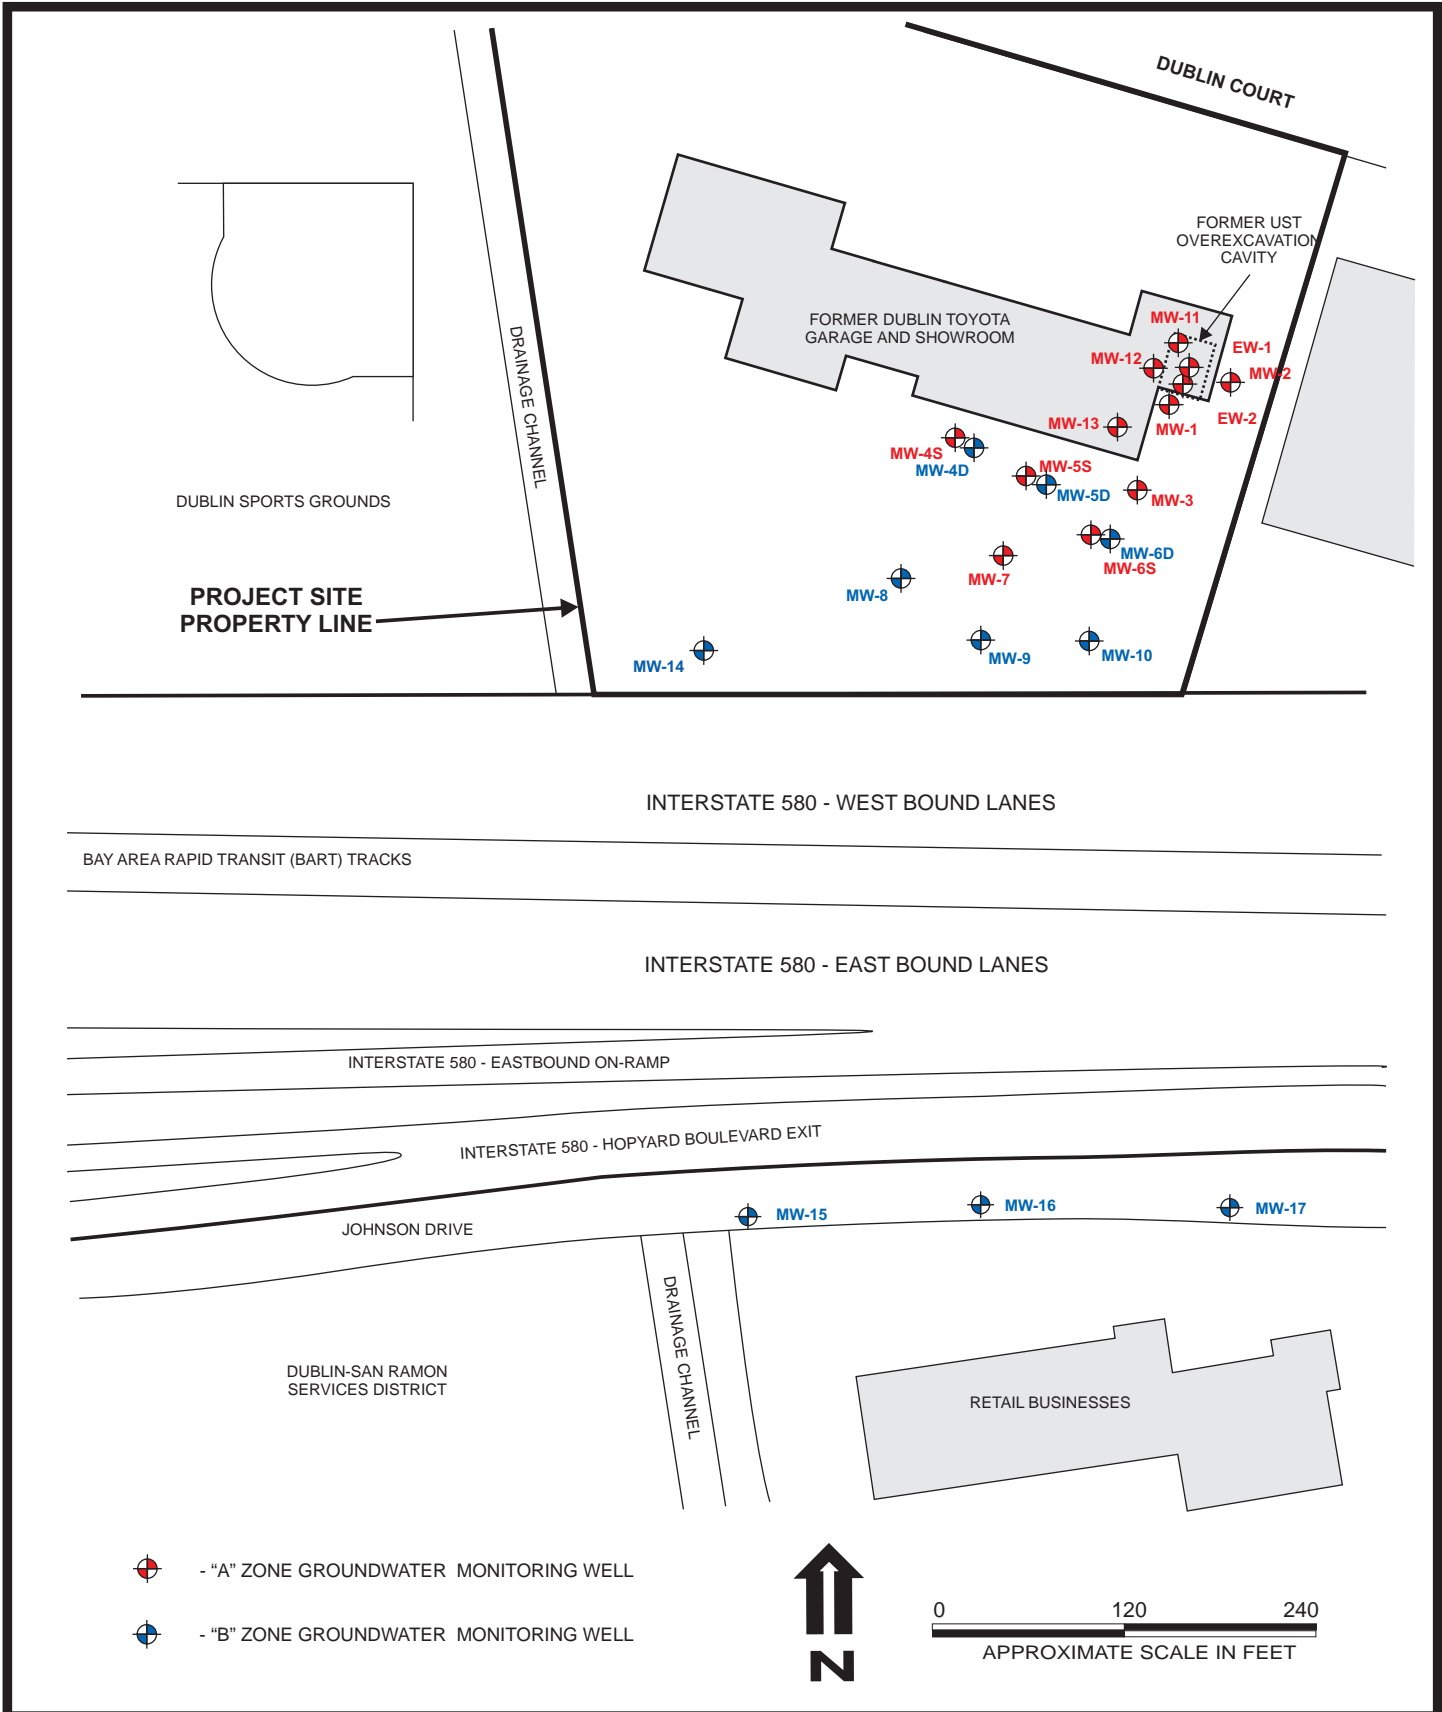 DUBLIN COURT
FORMER UST
OVEREXCAVATION
CAVITY
MW-11
EW-1
MW-12
MW-2
FORMER DUBLIN TOYOTA
GARAGE AND SHOWROOM
EW-2
MW-1
MW-13
MW-4S
MW-4D
MW-5S
MW-5D
MW-3
MW-6D
MW-6S
MW-7
MW-8
MW-9
MW-10
MW-14
DRAINAGE CHANNEL
DUBLIN SPORTS GROUNDS
PROJECT SITE
PROPERTY LINE
INTERSTATE 580 - WEST BOUND LANES
BAY AREA RAPID TRANSIT (BART) TRACKS
INTERSTATE 580 - EAST BOUND LANES
INTERSTATE 580 - EASTBOUND ON-RAMP
INTERSTATE 580 - HOPYARD BOULEVARD EXIT
MW-15
MW-16
MW-17
JOHNSON DRIVE
DRAINAGE CHANNEL
DUBLIN-SAN RAMON
SERVICES DISTRICT
RETAIL BUSINESSES
- “A” ZONE GROUNDWATER MONITORING WELL
- “B” ZONE GROUNDWATER MONITORING WELL
N
0 120 240
APPROXIMATE SCALE IN FEET